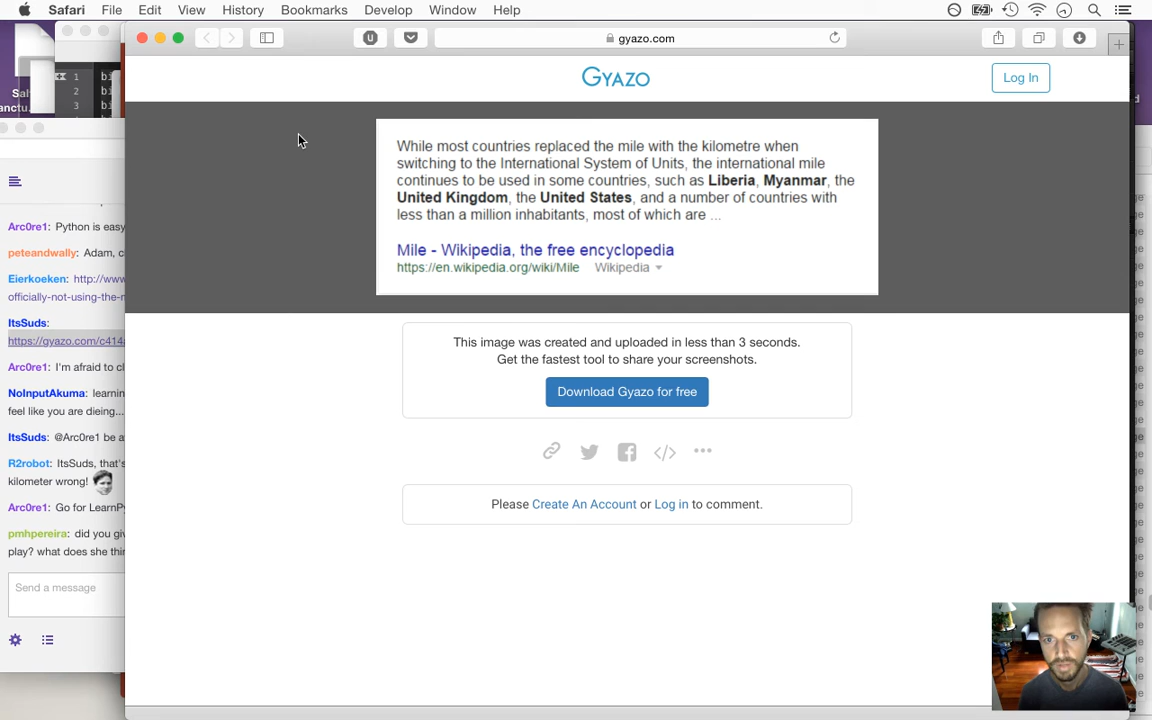 Safari File Edit View History Bookmarks Develop Window Help
gyazo.com
GYAZO
Log In
While most countries replaced the mile with the kilometre when
switching to the International System of Units, the international mile
continues to be used in some countries, such as Liberia, Myanmar, the
United Kingdom, the United States, and a number of countries with
less than a million inhabitants, most of which are ...
Mile - Wikipedia, the free encyclopedia
https://en.wikipedia.org/wiki/Mile Wikipedia
This image was created and uploaded in less than 3 seconds.
Get the fastest tool to share your screenshots.
Download Gyazo for free
Please Create An Account or Log in to comment.
1
2
3
Arc0re1: Python is easy
peteandwally: Adam,
Eierkoeken: http://www
officially-not-using-the-
ItsSuds:
https://gyazo.com/c414
Arc0re1: I'm afraid to
NoInputAkuma:
feel like you are dieing...
ItsSuds: @Arc0re1 be
R2robot: ItsSuds, that's
kilometer wrong!
Arc0re1: Go for
pmhpereira: did you
play? what does she
Send a message